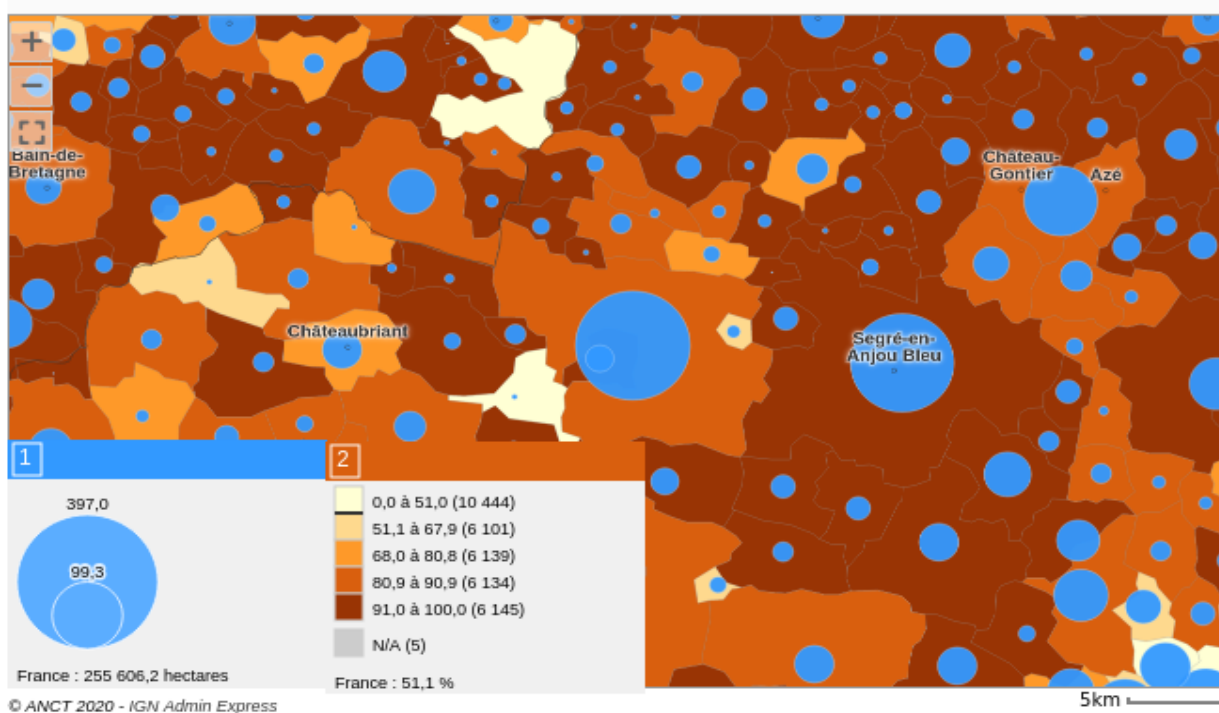 +
−
Bain-de-
Bretagne
Château-
Gontier
Azé
Châteaubriant
Segré-en-
Anjou Bleu
1
397,0
99,3
France : 255 606,2 hectares
2
0,0 à 51,0 (10 444)
51,1 à 67,9 (6 101)
68,0 à 80,8 (6 139)
80,9 à 90,9 (6 134)
91,0 à 100,0 (6 145)
N/A (5)
France : 51,1 %
© ANCT 2020 - IGN Admin Express
5km